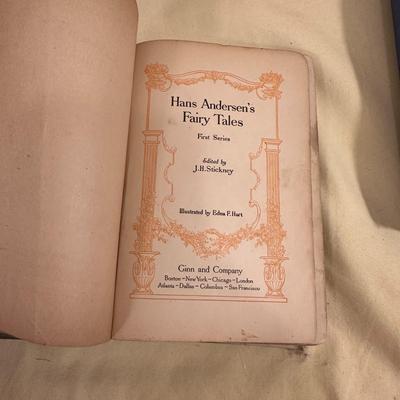 Hans Andersen's
Fairy Tales
First Series
Edited by
J.H.Stickney
Illustrated by Edna F. Hart
Ginn and Company
Boston - New York - Chicago - London
Atlanta - Dallas - Columbus - San Francisco